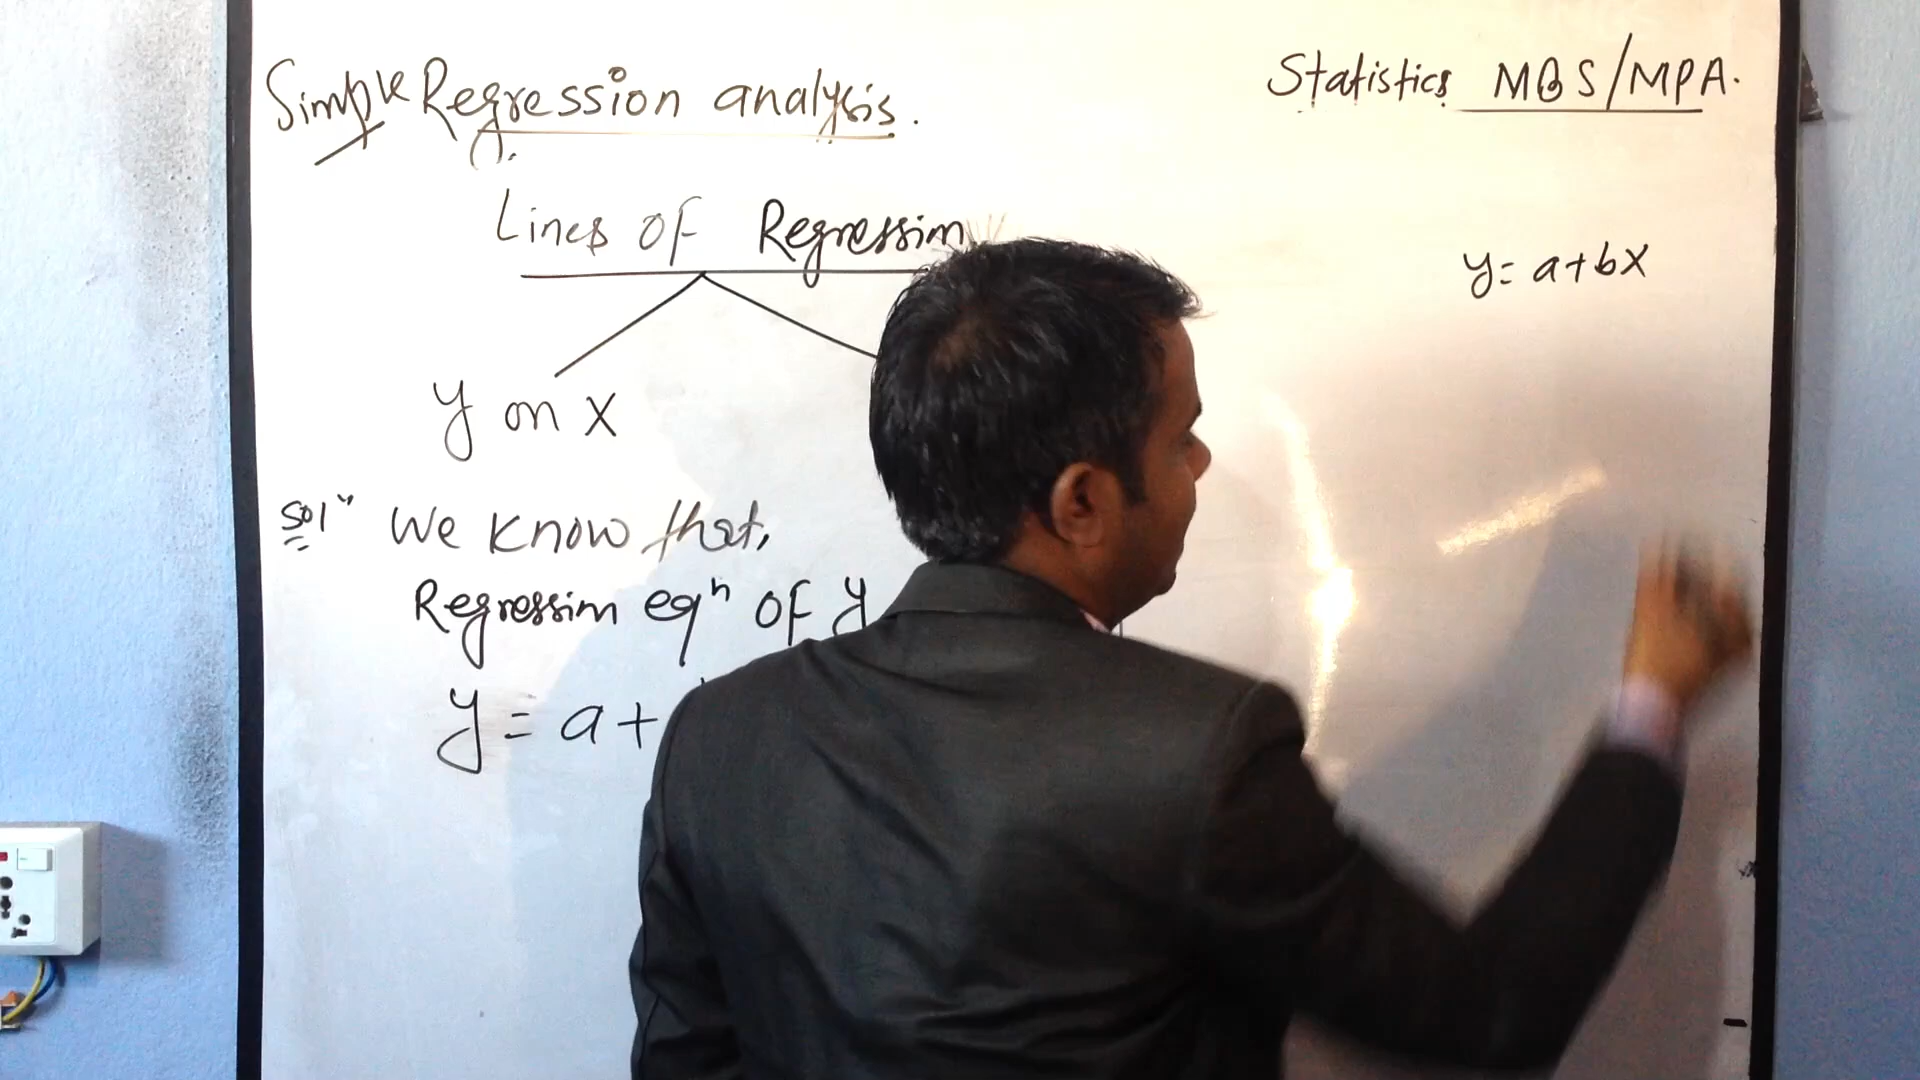 Simple Regression analysis.
Statistics MBS/MPA.
Lines of Regression
y = a+bx
y on x
Solⁿ We know that,
Regression eqⁿ of y
y = a+